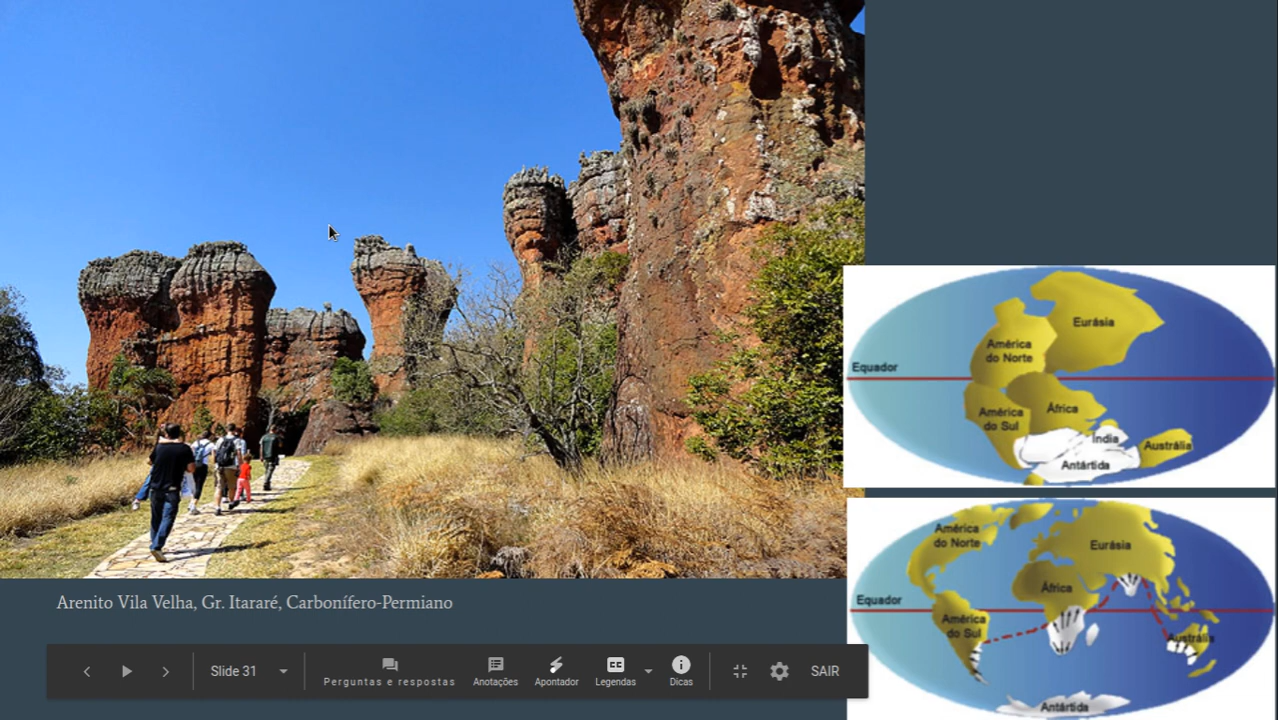 Eurásia
América
do Norte
Equador
América
do Sul
África
Índia
Austrália
Antártida
América
do Norte
Eurásia
África
Equador
América
do Sul
Austrália
Antártida
Arenito Vila Velha, Gr. Itararé, Carbonífero-Permiano
Slide 31
Perguntas e respostas
Anotações
Apontador
Legendas
Dicas
SAIR